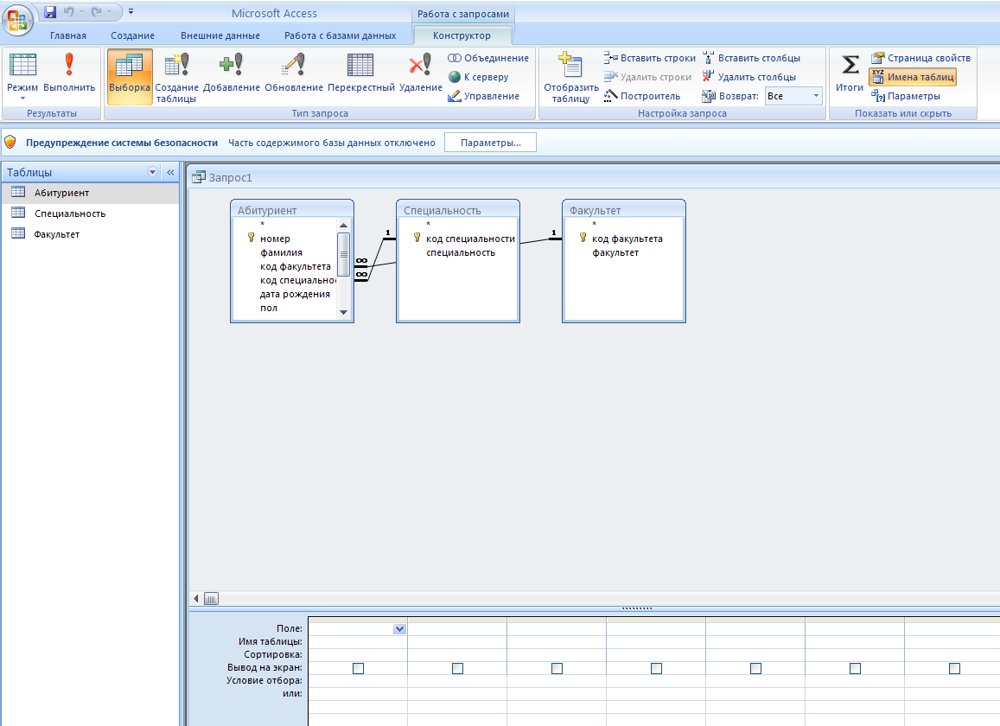 Microsoft Access
Работа с запросами
Главная Создание Внешние данные Работа с базами данных Конструктор
Режим Выполнить
Результаты
Выборка Создание таблицы Добавление Обновление Перекрестный Удаление
Объединение
К серверу
Управление
Тип запроса
Отобразить таблицу
Вставить строки
Удалить строки
Построитель
Вставить столбцы
Удалить столбцы
Возврат: Все
Настройка запроса
Итоги
Страница свойств
XYZ Имена таблиц
Параметры
Показать или скрыть
Предупреждение системы безопасности Часть содержимого базы данных отключено Параметры...
Таблицы «
Абитуриент
Специальность
Факультет
Запрос1
Абитуриент
*
номер
фамилия
код факультета
код специально
дата рождения
пол
∞
∞
1
Специальность
*
код специальности
специальность
1
Факультет
*
код факультета
факультет
Поле:
Имя таблицы:
Сортировка:
Вывод на экран:
Условие отбора:
или: